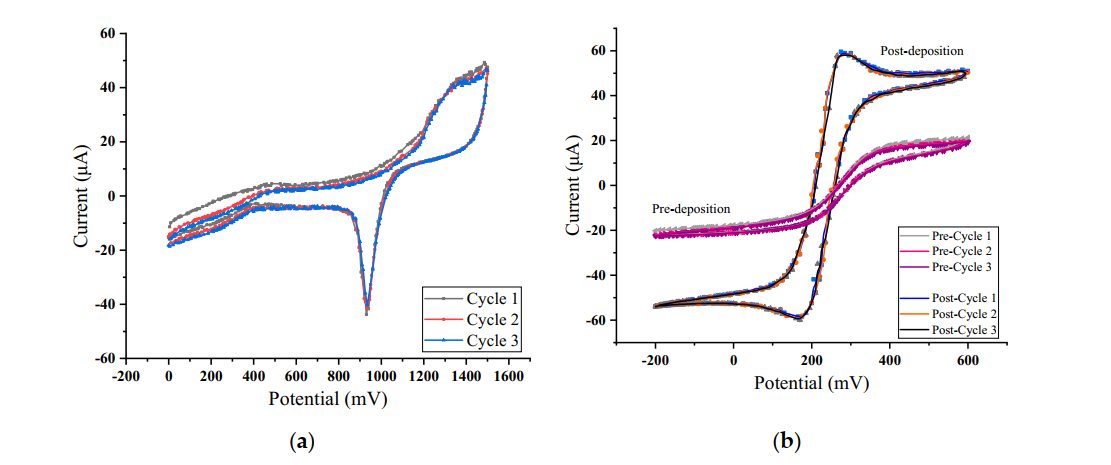 60
40
20
0
-20
-40
-60
Current (μA)
-200 0 200 400 600 800 1000 1200 1400 1600
Potential (mV)
Cycle 1
Cycle 2
Cycle 3
(a)
60
40
20
0
-20
-40
-60
Current (μA)
Post-deposition
Pre-deposition
Pre-Cycle 1
Pre-Cycle 2
Pre-Cycle 3
Post-Cycle 1
Post-Cycle 2
Post-Cycle 3
-200 0 200 400 600
Potential (mV)
(b)